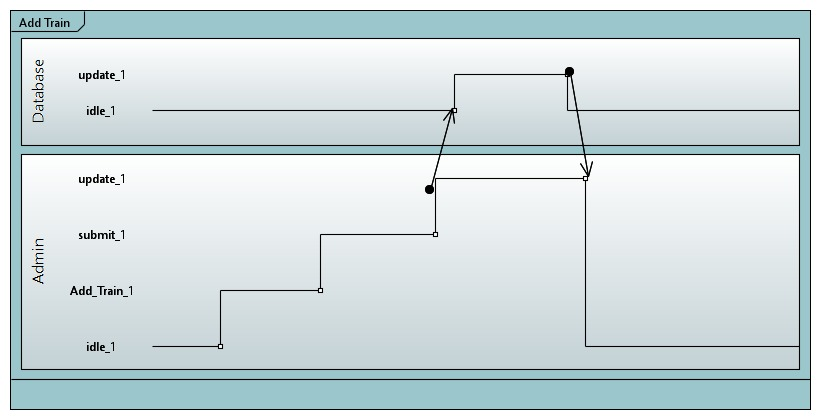 Add Train
Database
update_1
idle_1
Admin
update_1
submit_1
Add_Train_1
idle_1